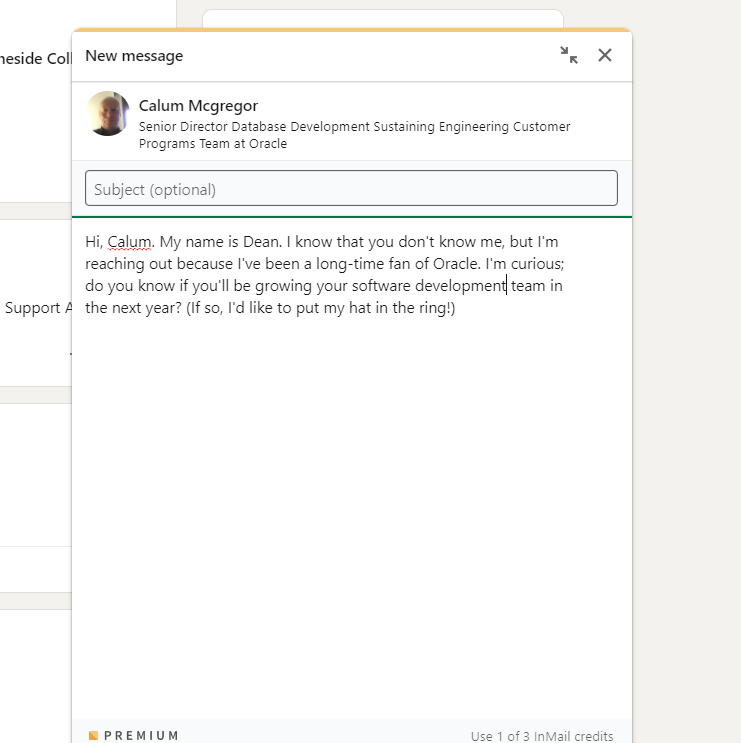 neside Coll
New message
Calum Mcgregor
Senior Director Database Development Sustaining Engineering Customer
Programs Team at Oracle
Subject (optional)
Hi, Calum. My name is Dean. I know that you don't know me, but I'm
reaching out because I've been a long-time fan of Oracle. I'm curious;
do you know if you'll be growing your software development team in
Support A
the next year? (If so, I'd like to put my hat in the ring!)
PREMIUM
Use 1 of 3 InMail credits